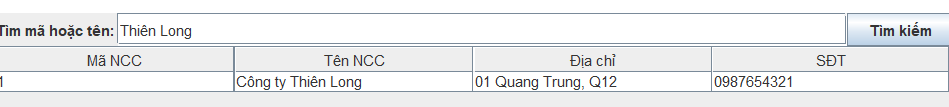 Tìm mã hoặc tên: Thiên Long Tìm kiếm
Mã NCC Tên NCC Địa chỉ SĐT
1 Công ty Thiên Long 01 Quang Trung, Q12 0987654321